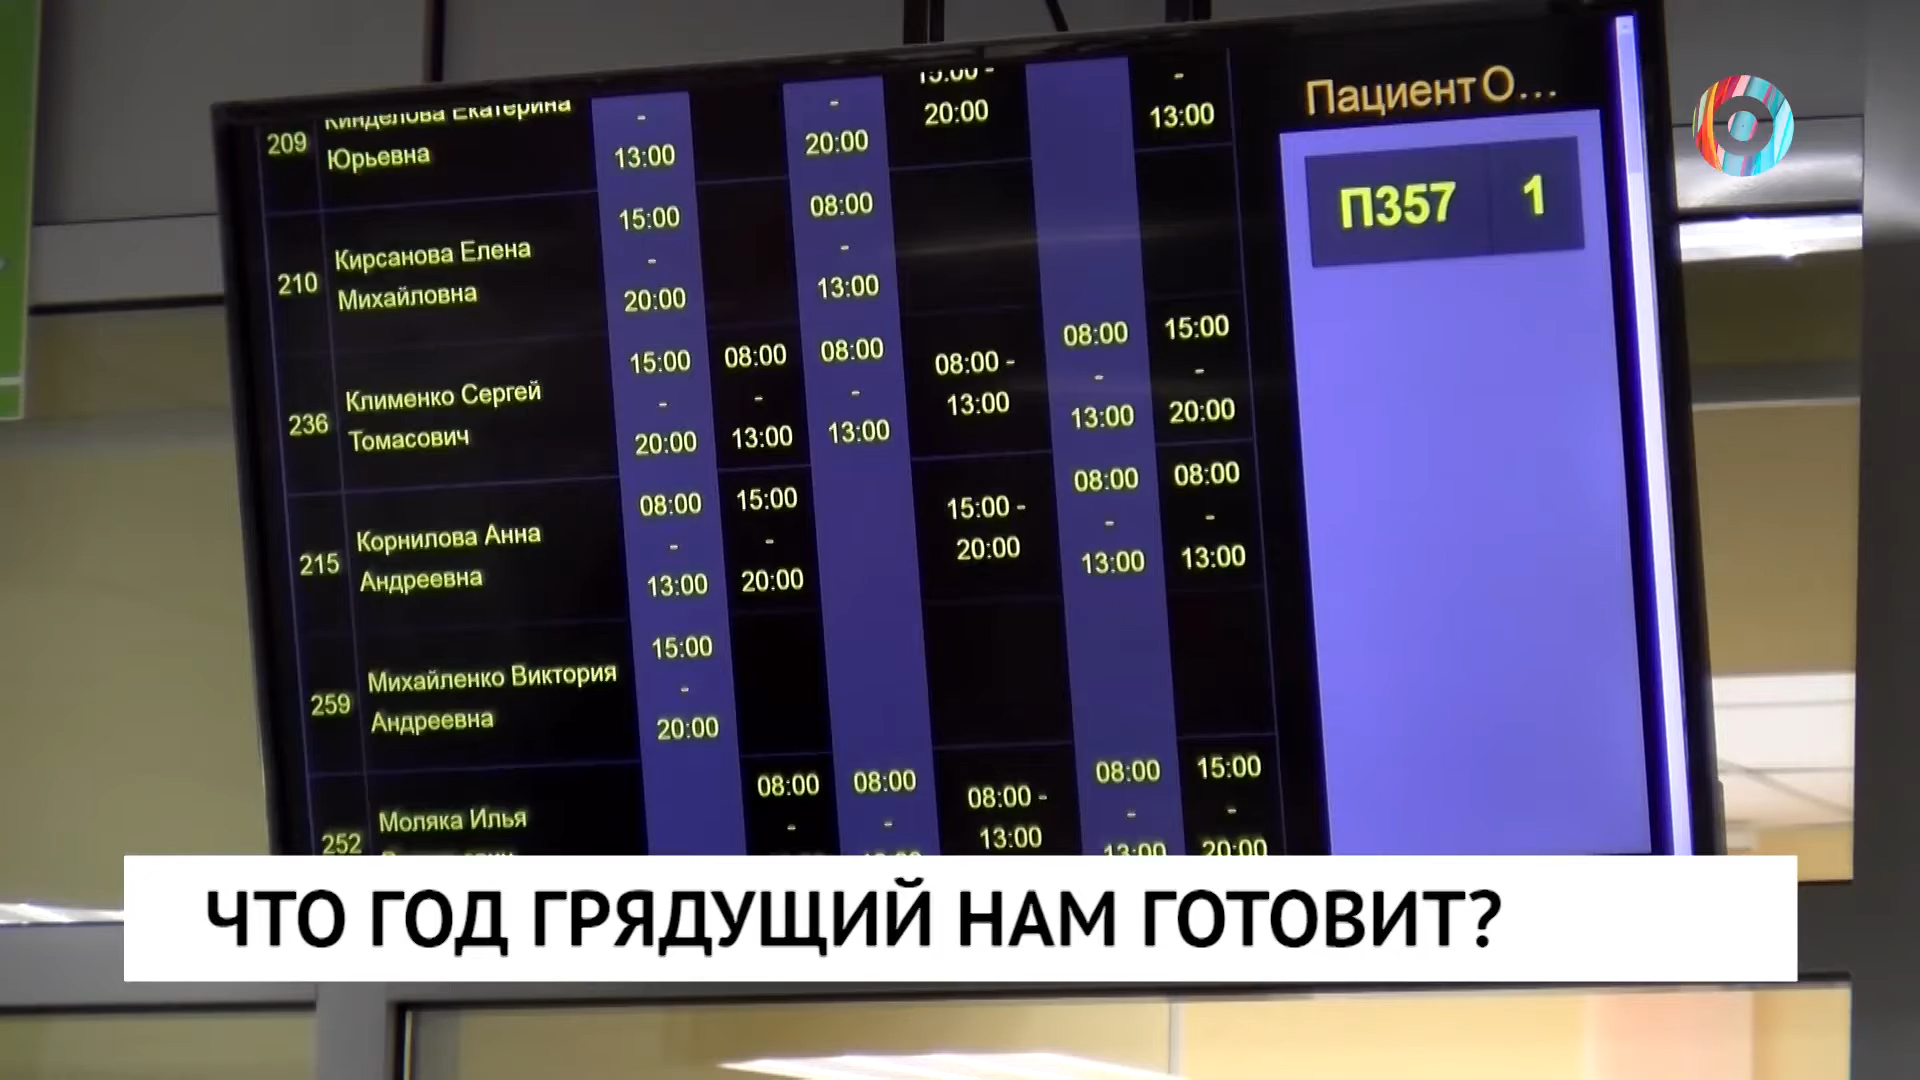 209 Кинделова Екатерина Юрьевна - 13:00 - 20:00 15:00 - 20:00 - 13:00
210 Кирсанова Елена Михайловна 15:00 - 20:00 08:00 - 13:00
236 Клименко Сергей Томасович 15:00 - 20:00 08:00 - 13:00 08:00 - 13:00 08:00 - 13:00 08:00 - 13:00 15:00 - 20:00
215 Корнилова Анна Андреевна 08:00 - 13:00 15:00 - 20:00 15:00 - 20:00 08:00 - 13:00 08:00 - 13:00
259 Михайленко Виктория Андреевна 15:00 - 20:00
252 Моляка Илья 08:00 - 08:00 - 08:00 - 13:00 08:00 - 13:00 15:00 - 20:00
Пациент О...
П357 1
ЧТО ГОД ГРЯДУЩИЙ НАМ ГОТОВИТ?